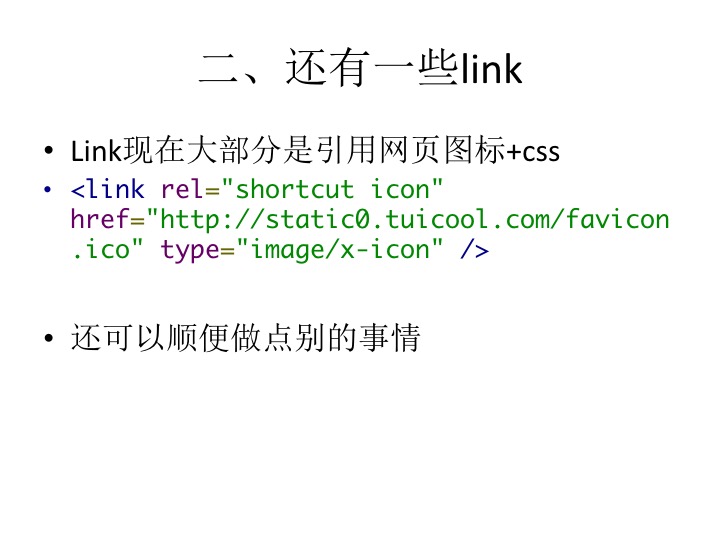 二、还有一些link
• Link现在大部分是引用网页图标+css
• <link rel="shortcut icon"
href="http://static0.tuicool.com/favicon
.ico" type="image/x-icon" />
• 还可以顺便做点别的事情